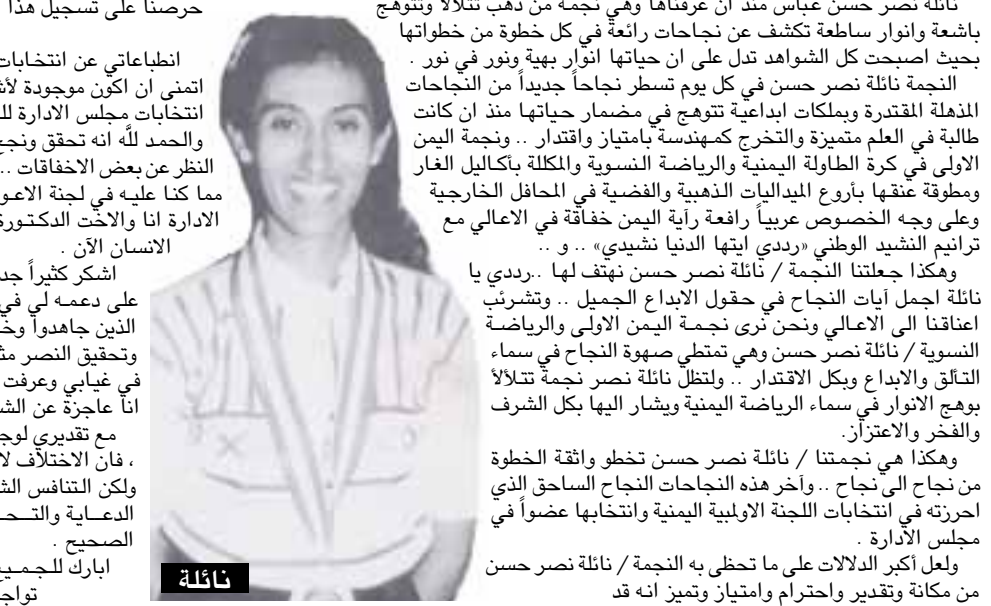 نائلة نصر حسن عباس منذ ان عرفناها وهي نجمة من ذهب تتلألأ وتتوهج
باشعة وانوار ساطعة تكشف عن نجاحات رائعة في كل خطوة من خطواتها
بحيث اصبحت كل الشواهد تدل على ان حياتها انوار بهية ونور في نور .
النجمة نائلة نصر حسن في كل يوم تسطر نجاحاً جديداً من النجاحات
المذهلة المقتدرة وبملكات ابداعية تتوهج في مضمار حياتها منذ ان كانت
طالبة في العلم متميزة والتخرج كمهندسة بأمتياز واقتدار .. ونجمة اليمن
الاولى في كرة الطاولة اليمنية والرياضة النسوية والمكللة بأكاليل الغار
ومطوقة عنقها بأروع الميداليات الذهبية والفضية في المحافل الخارجية
وعلى وجه الخصوص عربياً رافعة رآية اليمن خفاقة في الاعالي مع
ترانيم النشيد الوطني «رددي ايتها الدنيا نشيدي» .. و ..
وهكذا جعلتنا النجمة / نائلة نصر حسن نهتف لها ..رددي يا
نائلة اجمل آيات النجاح في حقول الابداع الجميل .. وتشرئب
اعناقنا الى الاعالي ونحن نرى نجمة اليمن الاولى والرياضة
النسوية / نائلة نصر حسن وهي تمتطي صهوة النجاح في سماء
التألق والابداع وبكل الاقتدار .. ولتظل نائلة نصر نجمة تتلألأ
بوهج الانوار في سماء الرياضة اليمنية ويشار اليها بكل الشرف
والفخر والاعتزاز.
وهكذا هي نجمتنا / نائلة نصر حسن تخطو واثقة الخطوة
من نجاح الى نجاح .. وآخر هذه النجاحات النجاح الساحق الذي
احرزته في انتخابات اللجنة الاولمبية اليمنية وانتخابها عضواً في
مجلس الأدارة .
ولعل أكبر الدلالات على ما تحظى به النجمة / نائلة نصر حسن
من مكانة وتقدير واحترام وامتياز وتميز انه قد
نائلة
حرصنا على تسجيل هذا
انطباعاتي عن انتخابات
اتمنى ان اكون موجودة لأش
انتخابات مجلس الادارة لل
والحمد للّه انه تحقق ونجح
النظر عن بعض الاخفاقات ..
مما كنا عليه في لجنة الاعو
الادارة انا والاخت الدكتورة
الانسان الآن .
اشكر كثيراً جد
على دعمه لي في
الذين جاهدوا وخ
وتحقيق النصر مث
في غيابي وعرفت
انا عاجزة عن الش
مع تقديري لوج
، فان الاختلاف لا
ولكن التنافس الش
الدعاية والتح
الصحيح .
ابارك للجميع
تواج